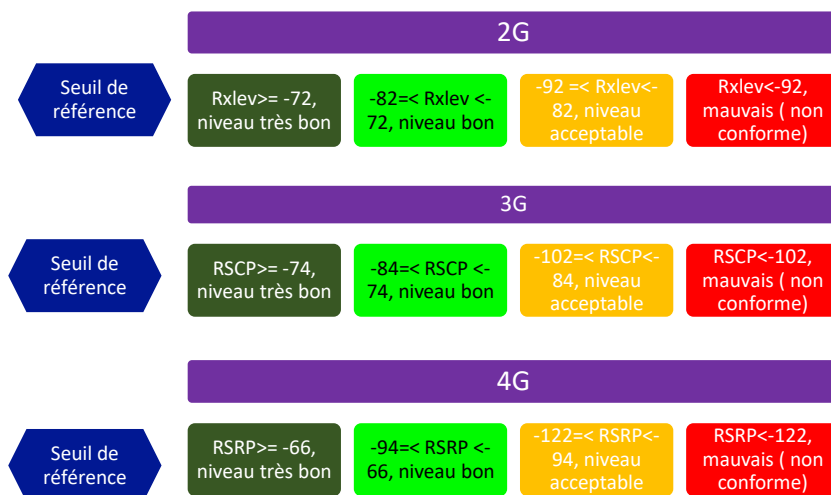 2G
Seuil de
référence
Rxlev>= -72,
niveau très bon
-82=< Rxlev <-
72, niveau bon
-92 =< Rxlev<-
82, niveau
acceptable
Rxlev<-92,
mauvais ( non
conforme)
3G
Seuil de
référence
RSCP>= -74,
niveau très bon
-84=< RSCP <-
74, niveau bon
-102=< RSCP<-
84, niveau
acceptable
RSCP<-102,
mauvais ( non
conforme)
4G
Seuil de
référence
RSRP>= -66,
niveau très bon
-94=< RSRP <-
66, niveau bon
-122=< RSRP<-
94, niveau
acceptable
RSRP<-122,
mauvais ( non
conforme)